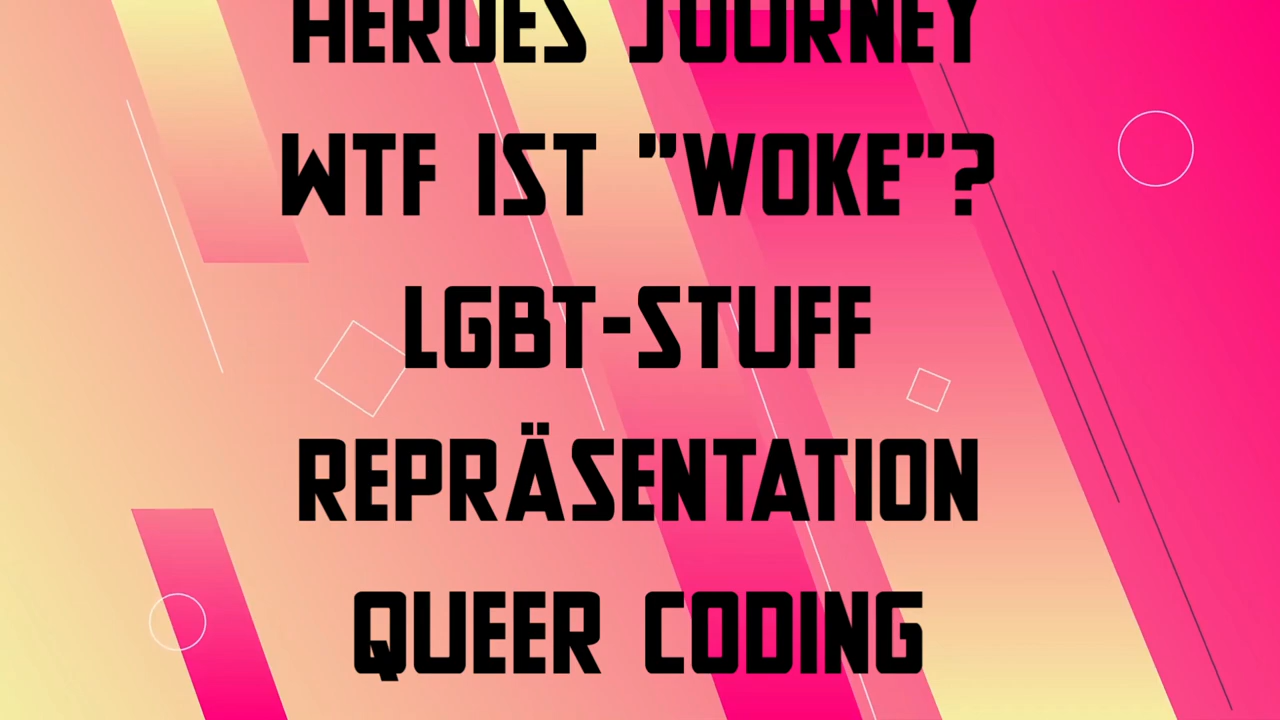 HEROES JOURNEY
WTF IST "WOKE"?
LGBT-STUFF
REPRÄSENTATION
QUEER CODING